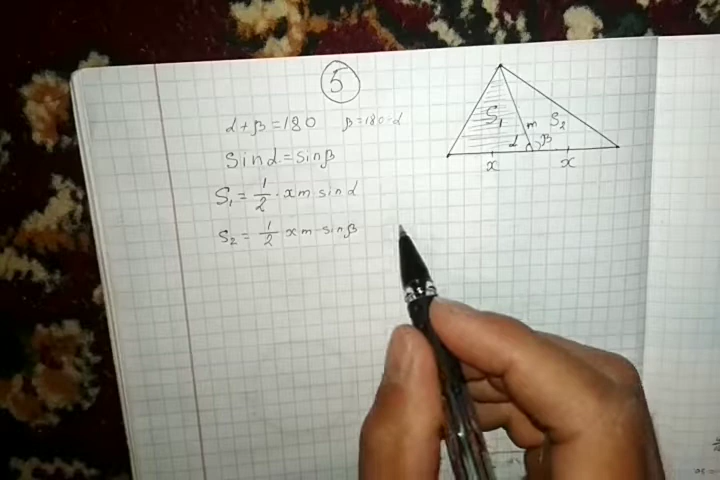 5
α+β=180 β=180-α
sinα=sinβ
S₁ = 1/2 · xm sinα
S₂ = 1/2 · xm·sinβ
S₁ m S₂
α β
x x